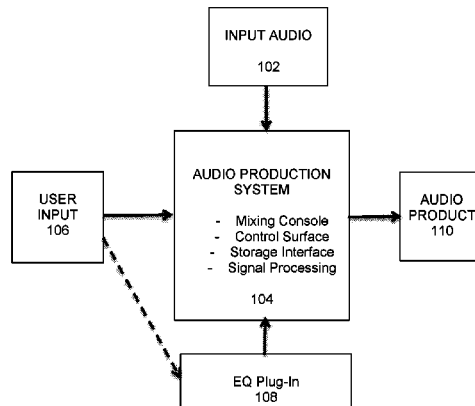 INPUT AUDIO
102
AUDIO PRODUCTION
SYSTEM
- Mixing Console
- Control Surface
- Storage Interface
- Signal Processing
104
USER
INPUT
106
AUDIO
PRODUCT
110
EQ Plug-In
108